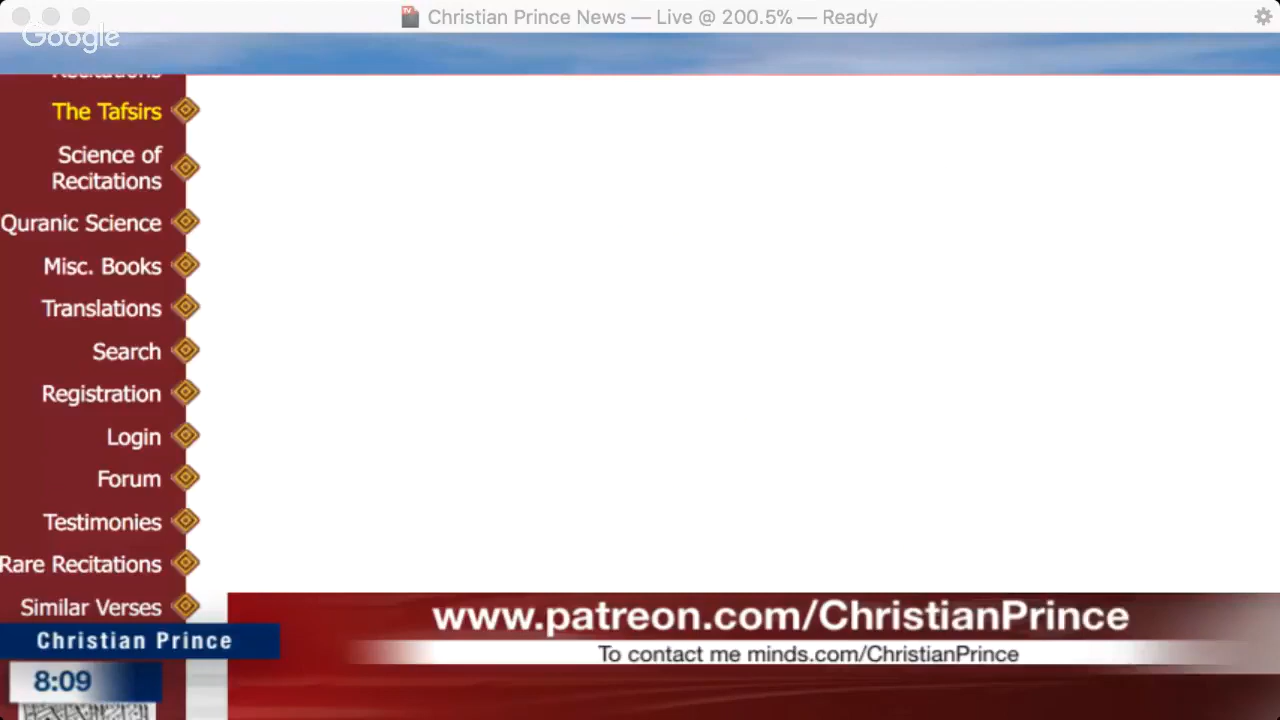 Christian Prince News — Live @ 200.5% — Ready
Google
Recitations
The Tafsirs
Science of
Recitations
Quranic Science
Misc. Books
Translations
Search
Registration
Login
Forum
Testimonies
Rare Recitations
Similar Verses
www.patreon.com/ChristianPrince
Christian Prince
To contact me minds.com/ChristianPrince
8:09